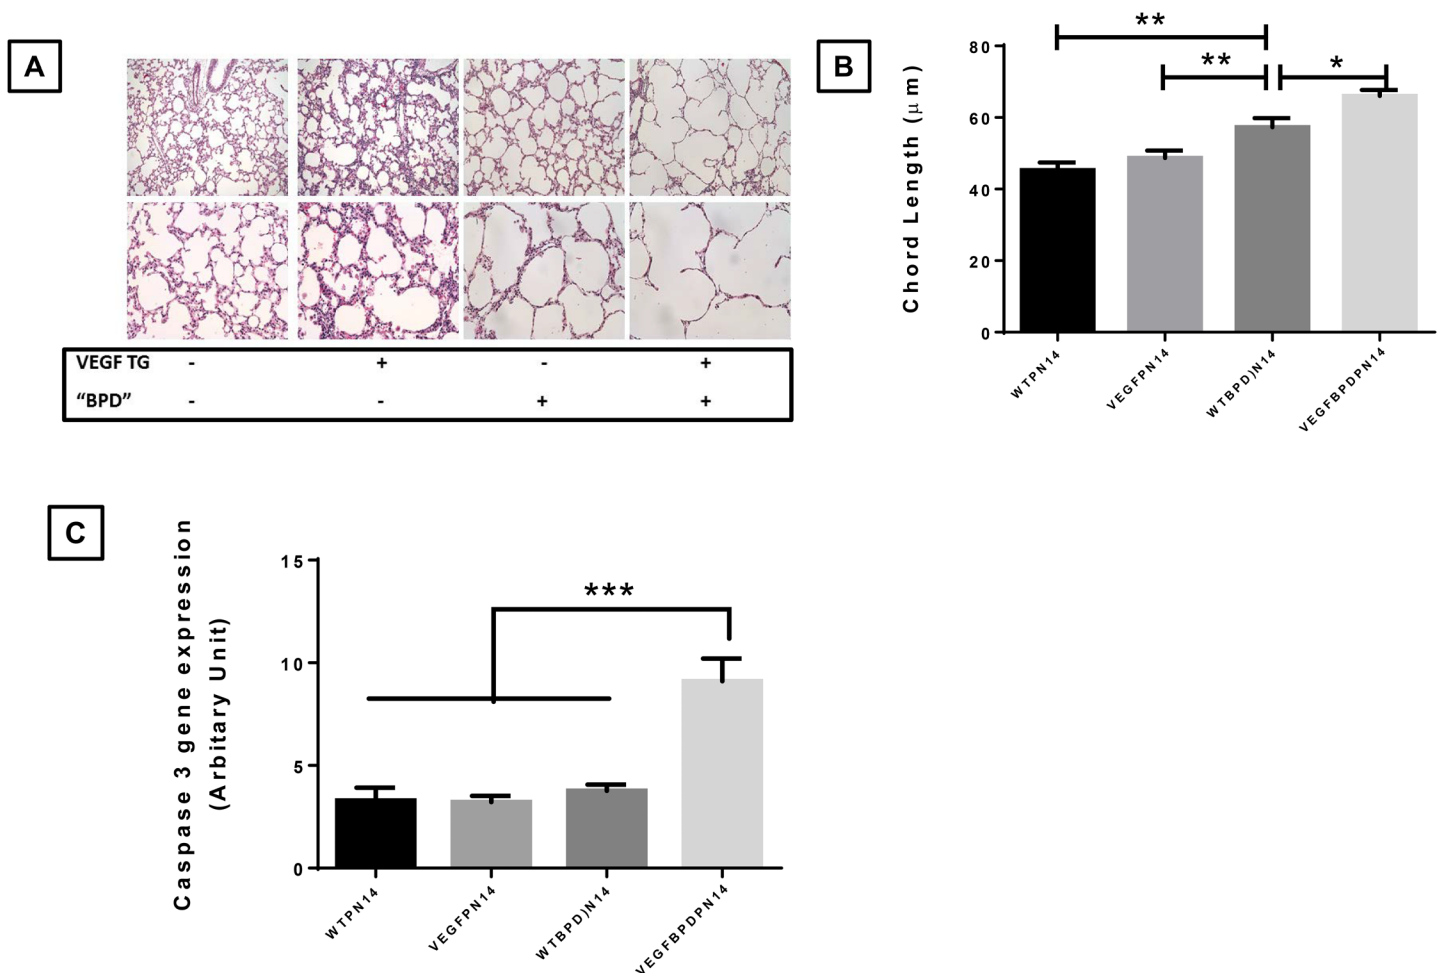 A
VEGF TG - + - +
“BPD” - - + +
B
**
** *
Chord Length (μm)
80
60
40
20
0
WTPN14
VEGFPN14
WTBPD)N14
VEGFBPDPN14
C
***
Caspase 3 gene expression
(Arbitary Unit)
15
10
5
0
WTPN14
VEGFPN14
WTBPD)N14
VEGFBPDPN14